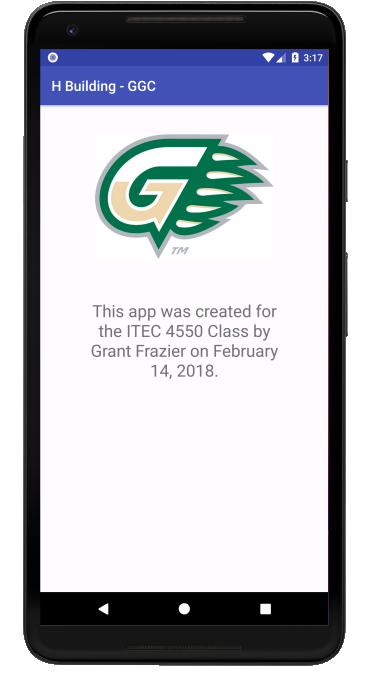 3:17
H Building - GGC
G
TM
This app was created for
the ITEC 4550 Class by
Grant Frazier on February
14, 2018.